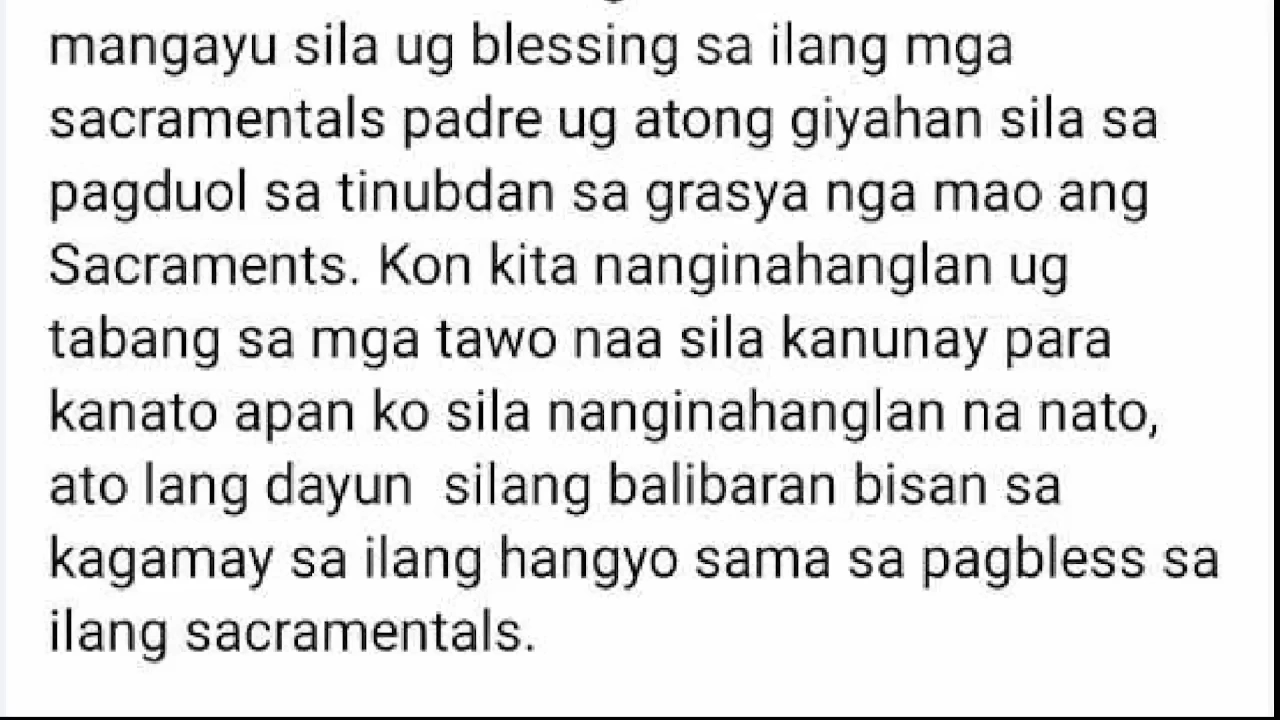 mangayu sila ug blessing sa ilang mga
sacramentals padre ug atong giyahan sila sa
pagduol sa tinubdan sa grasya nga mao ang
Sacraments. Kon kita nanginahanglan ug
tabang sa mga tawo naa sila kanunay para
kanato apan ko sila nanginahanglan na nato,
ato lang dayun  silang balibaran bisan sa
kagamay sa ilang hangyo sama sa pagbless sa
ilang sacramentals.